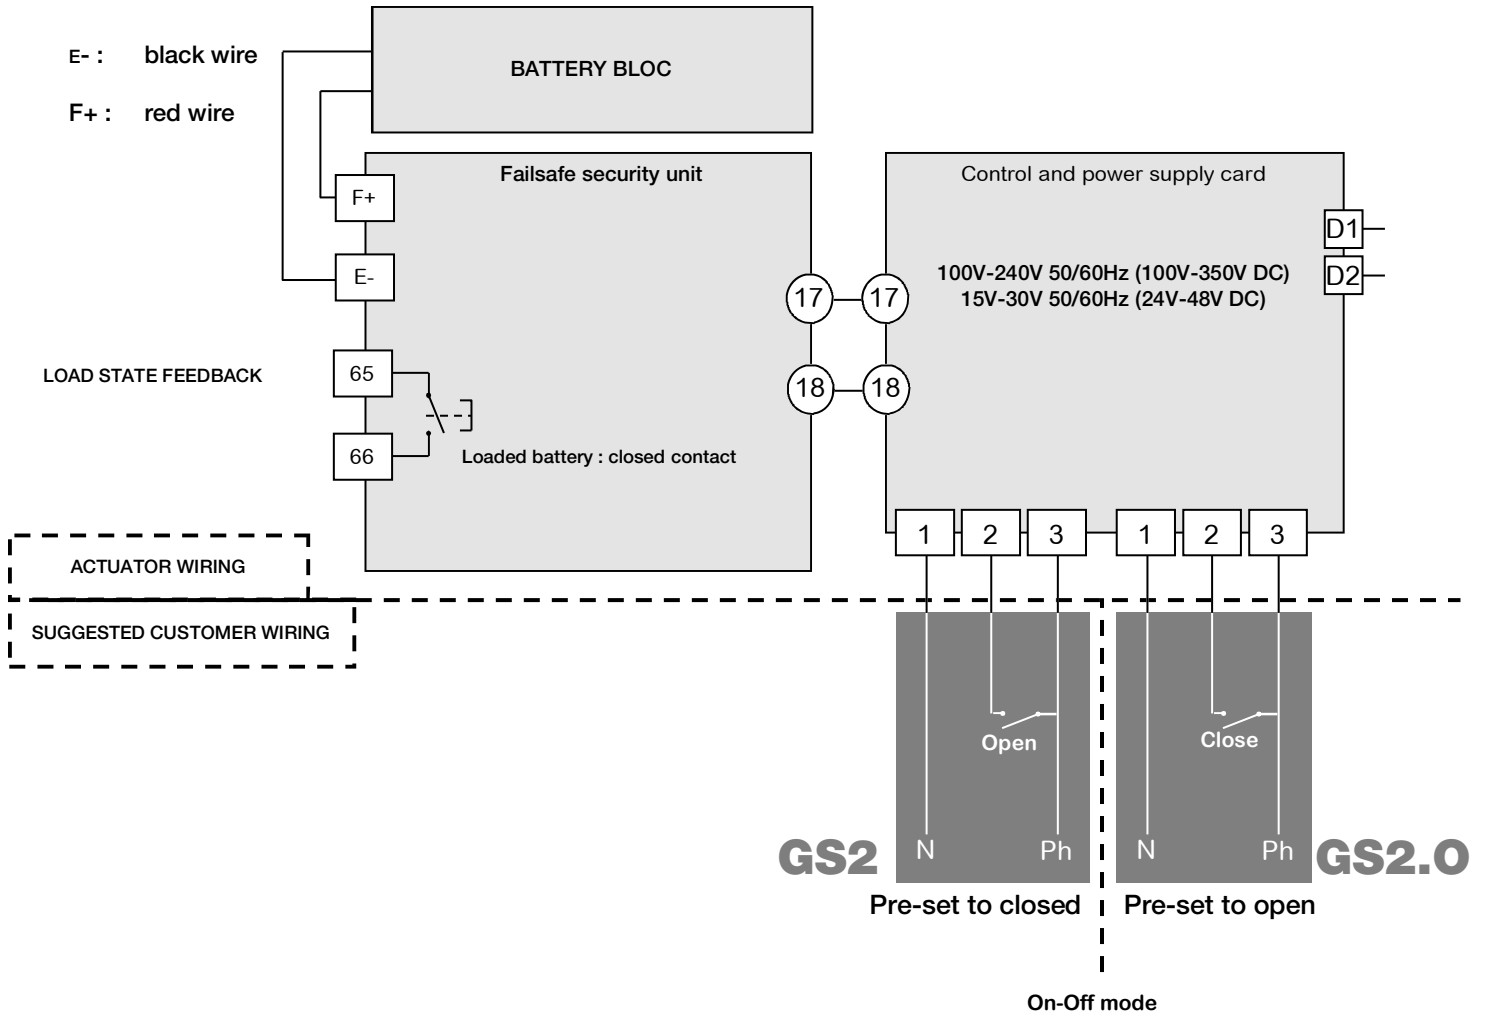 E- : black wire
F+ : red wire
BATTERY BLOC
Failsafe security unit
F+
E-
LOAD STATE FEEDBACK
65
66
Loaded battery : closed contact
17
18
Control and power supply card
100V-240V 50/60Hz (100V-350V DC)
15V-30V 50/60Hz (24V-48V DC)
17
18
D1
D2
1 2 3 1 2 3
ACTUATOR WIRING
SUGGESTED CUSTOMER WIRING
Open
Close
GS2 N Ph N Ph GS2.O
Pre-set to closed
Pre-set to open
On-Off mode